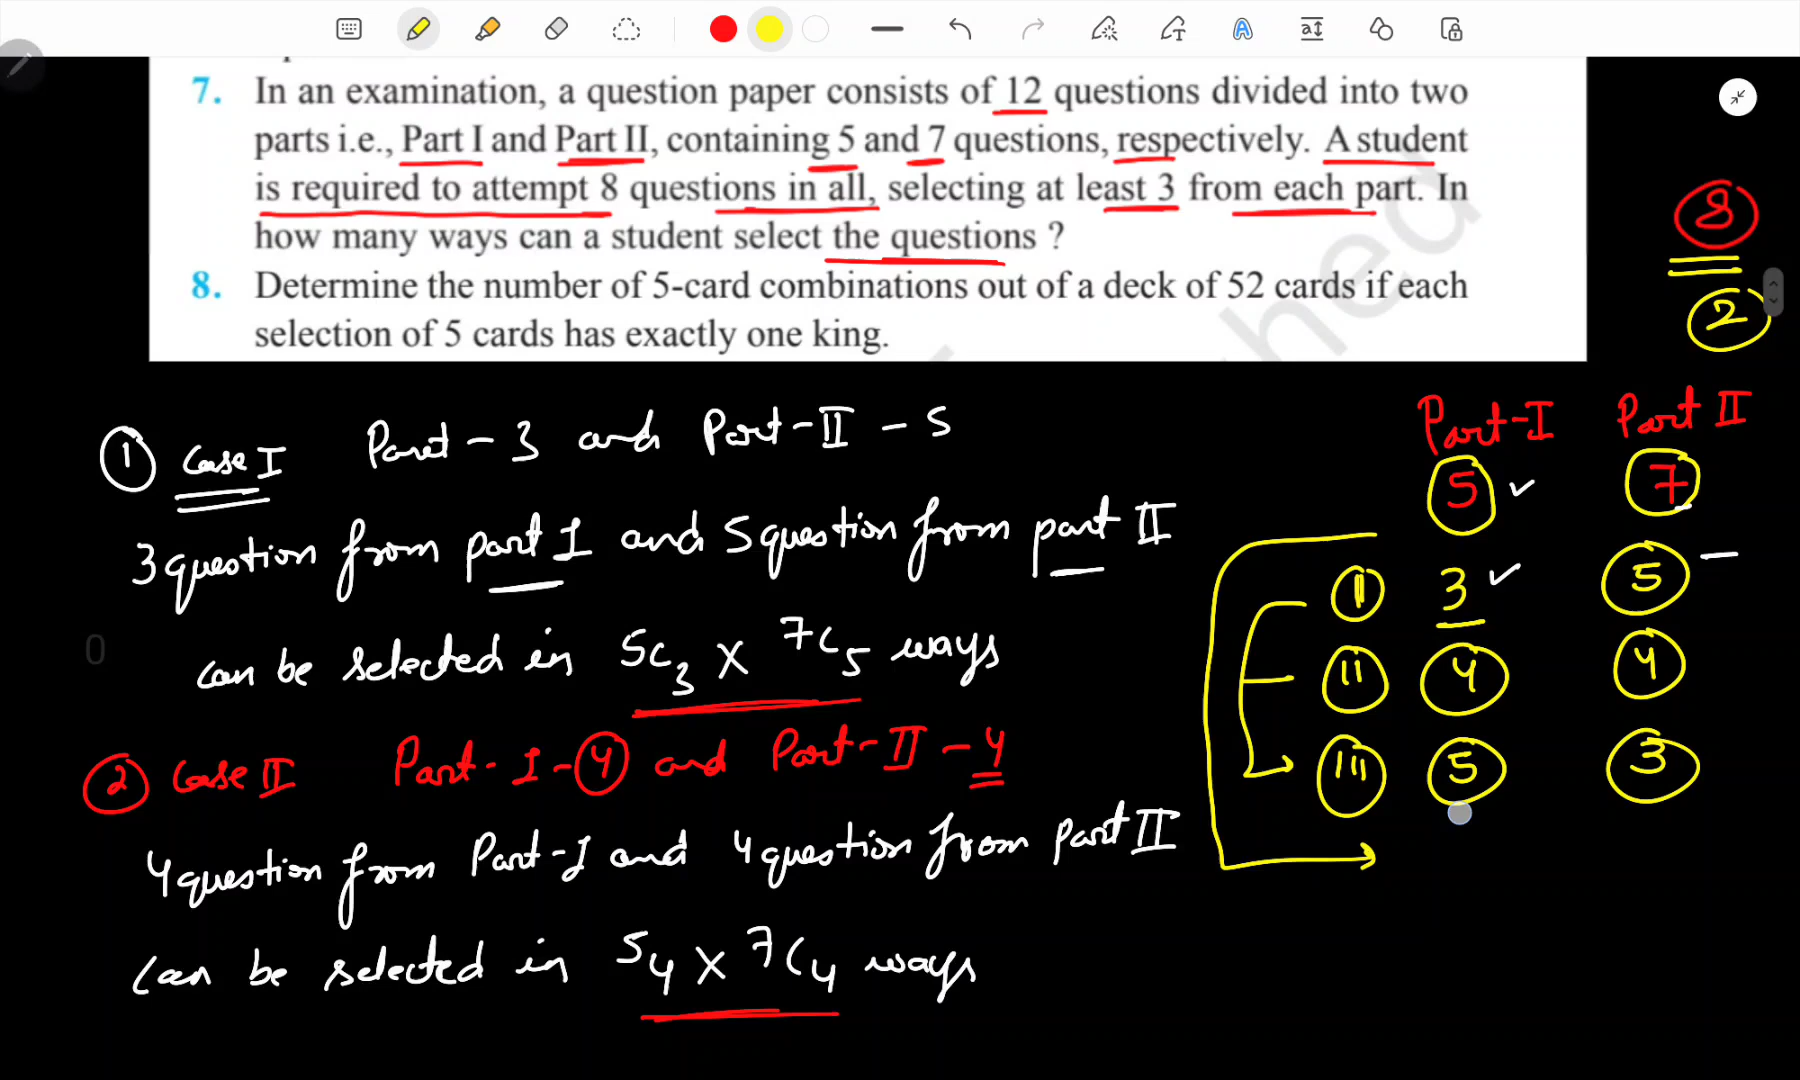 7. In an examination, a question paper consists of 12 questions divided into two
parts i.e., Part I and Part II, containing 5 and 7 questions, respectively. A student
is required to attempt 8 questions in all, selecting at least 3 from each part. In
how many ways can a student select the questions ?
8. Determine the number of 5-card combinations out of a deck of 52 cards if each
selection of 5 cards has exactly one king.
8
2
Part-I Part II
5 7
I 3 5
II 4 4
III 5 3
1 Case I Part - 3 and Part-II - 5
3 question from part I and 5 question from part II
can be selected in 5C3 X 7C5 ways
2 Case II Part-I-4 and Part-II-4
4 question from Part-I and 4 question from part II
can be selected in 54 X 7C4 ways
0
hed